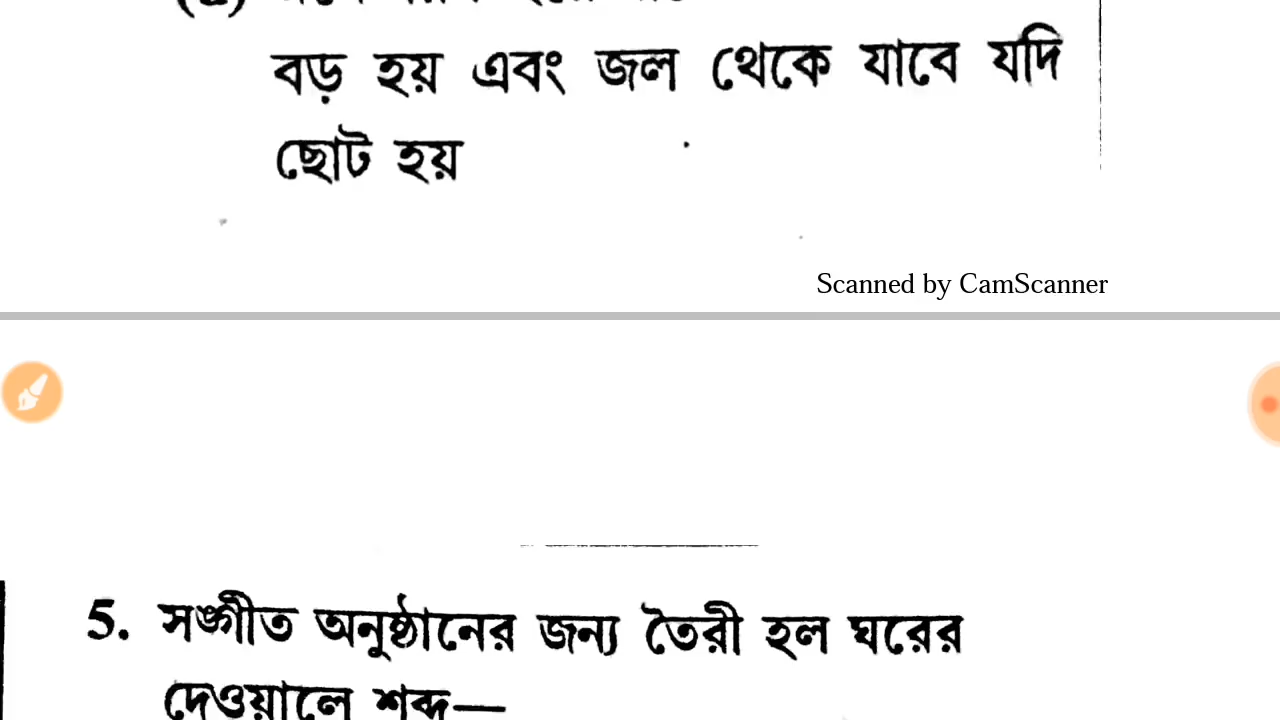 বড় হয় এবং জল থেকে যাবে যদি
ছোট হয়
Scanned by CamScanner
5. সঙ্গীত অনুষ্ঠানের জন্য তৈরী হল ঘরের
দেওয়ালে শব্দ—